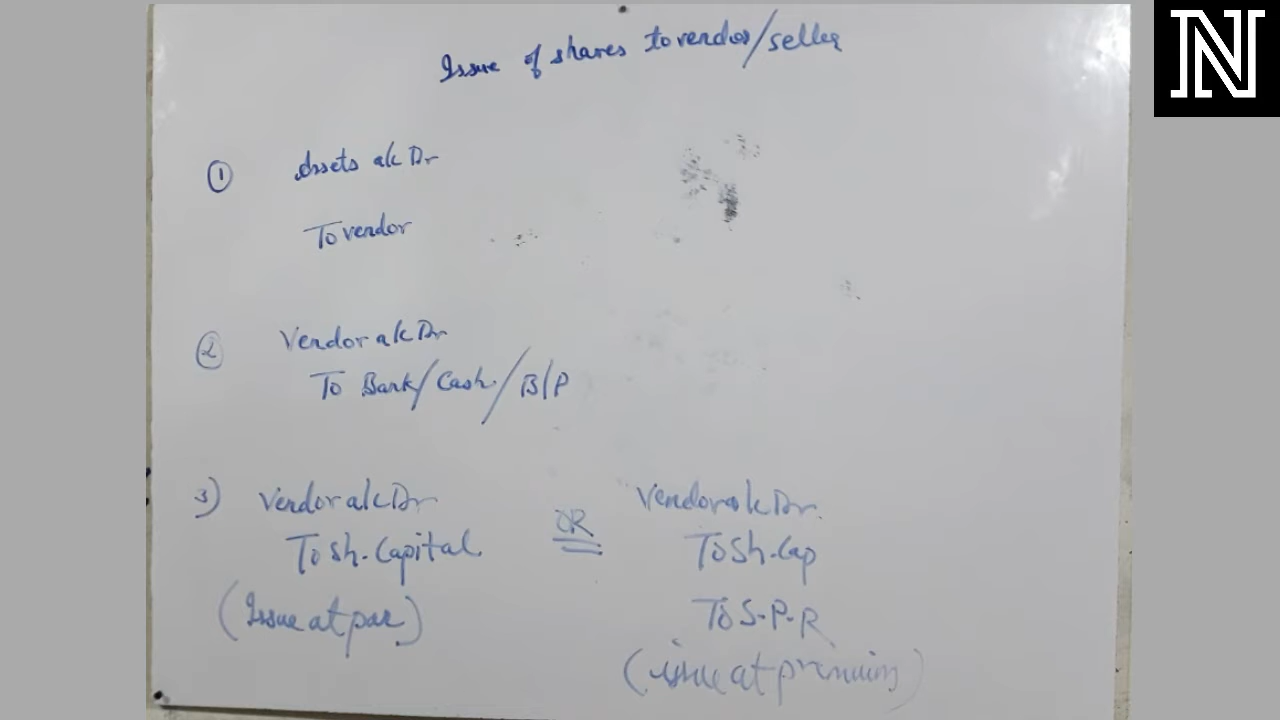 Issue of shares to vendor/seller
① Assets a/c Dr
To vendor
② Vendor a/c Dr
To Bank/Cash/B/P
3) Vendor a/c Dr
To Sh. Capital
(Issue at par)
OR
Vendor a/c Dr.
To Sh. Cap
To S.P.R
(issue at premium)
N